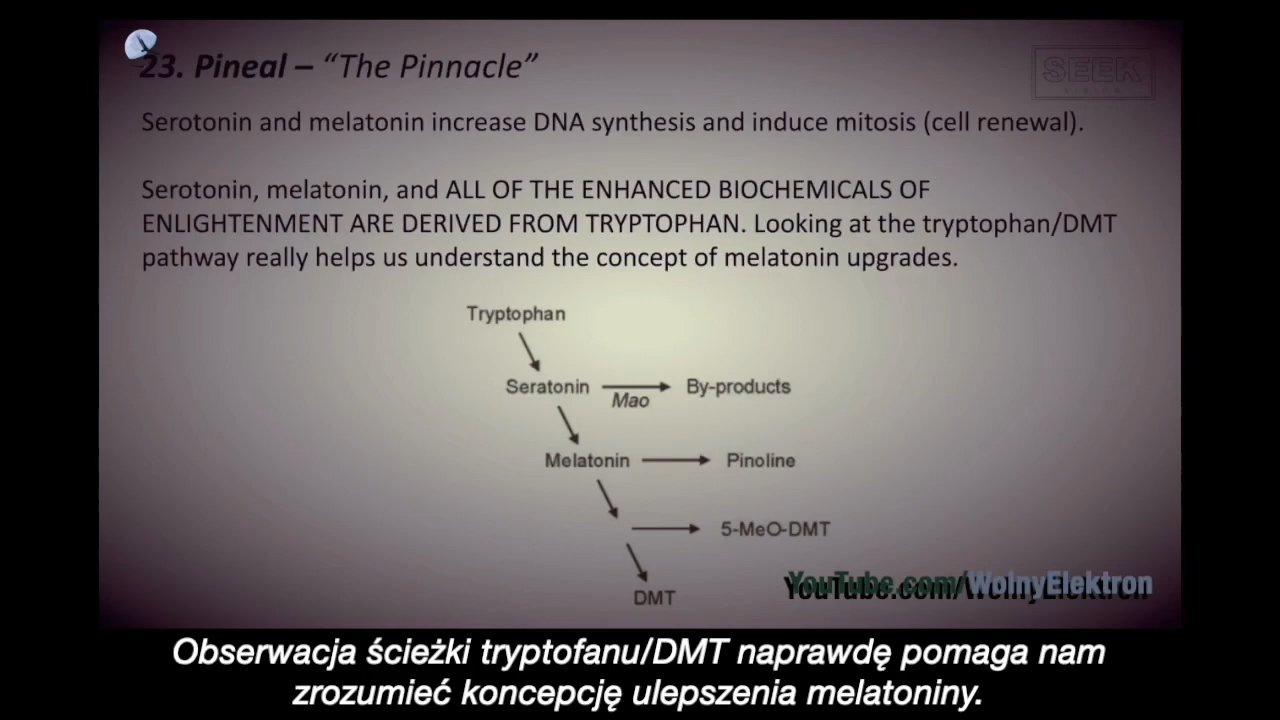 23. Pineal – “The Pinnacle”
SEEK
VISION
Serotonin and melatonin increase DNA synthesis and induce mitosis (cell renewal).
Serotonin, melatonin, and ALL OF THE ENHANCED BIOCHEMICALS OF
ENLIGHTENMENT ARE DERIVED FROM TRYPTOPHAN. Looking at the tryptophan/DMT
pathway really helps us understand the concept of melatonin upgrades.
Tryptophan
Seratonin
Mao
By-products
Melatonin
Pinoline
5-MeO-DMT
DMT
YouTube.com/WolnyElektron
Obserwacja ścieżki tryptofanu/DMT naprawdę pomaga nam
zrozumieć koncepcję ulepszenia melatoniny.